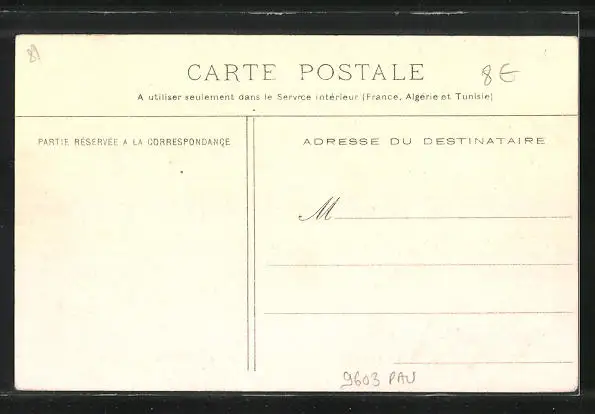 81
CARTE POSTALE
8€
A utiliser seulement dans le Service intérieur (France, Algérie et Tunisie)
PARTIE RÉSERVÉE A LA CORRESPONDANCE
ADRESSE DU DESTINATAIRE
M
9603 PAU